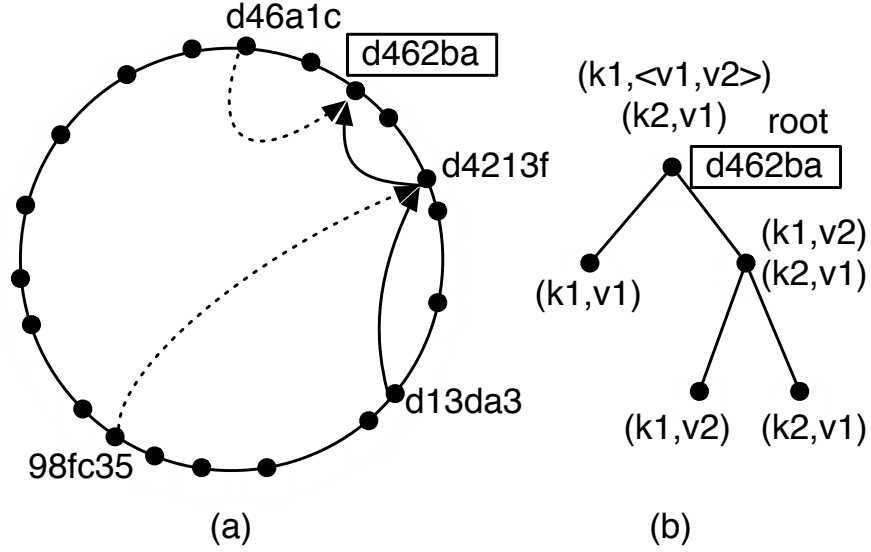 d46a1c
d462ba
d4213f
d13da3
98fc35
(a)
(k1,<v1,v2>)
(k2,v1)
root
d462ba
(k1,v2)
(k2,v1)
(k1,v1)
(k1,v2)
(k2,v1)
(b)